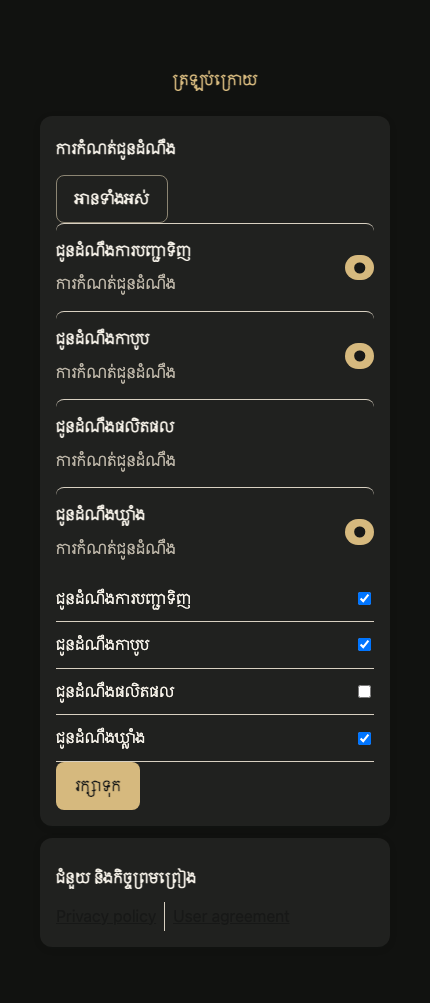 ត្រឡប់ក្រោយ
ការកំណត់ជូនដំណឹង
អានទាំងអស់
ជូនដំណឹងការបញ្ជាទិញ
ការកំណត់ជូនដំណឹង
ជូនដំណឹងកាបូប
ការកំណត់ជូនដំណឹង
ជូនដំណឹងផលិតផល
ការកំណត់ជូនដំណឹង
ជូនដំណឹងឃ្លាំង
ការកំណត់ជូនដំណឹង
ជូនដំណឹងការបញ្ជាទិញ
ជូនដំណឹងកាបូប
ជូនដំណឹងផលិតផល
ជូនដំណឹងឃ្លាំង
រក្សាទុក
ជំនួយ និងកិច្ចព្រមព្រៀង
Privacy policy User agreement